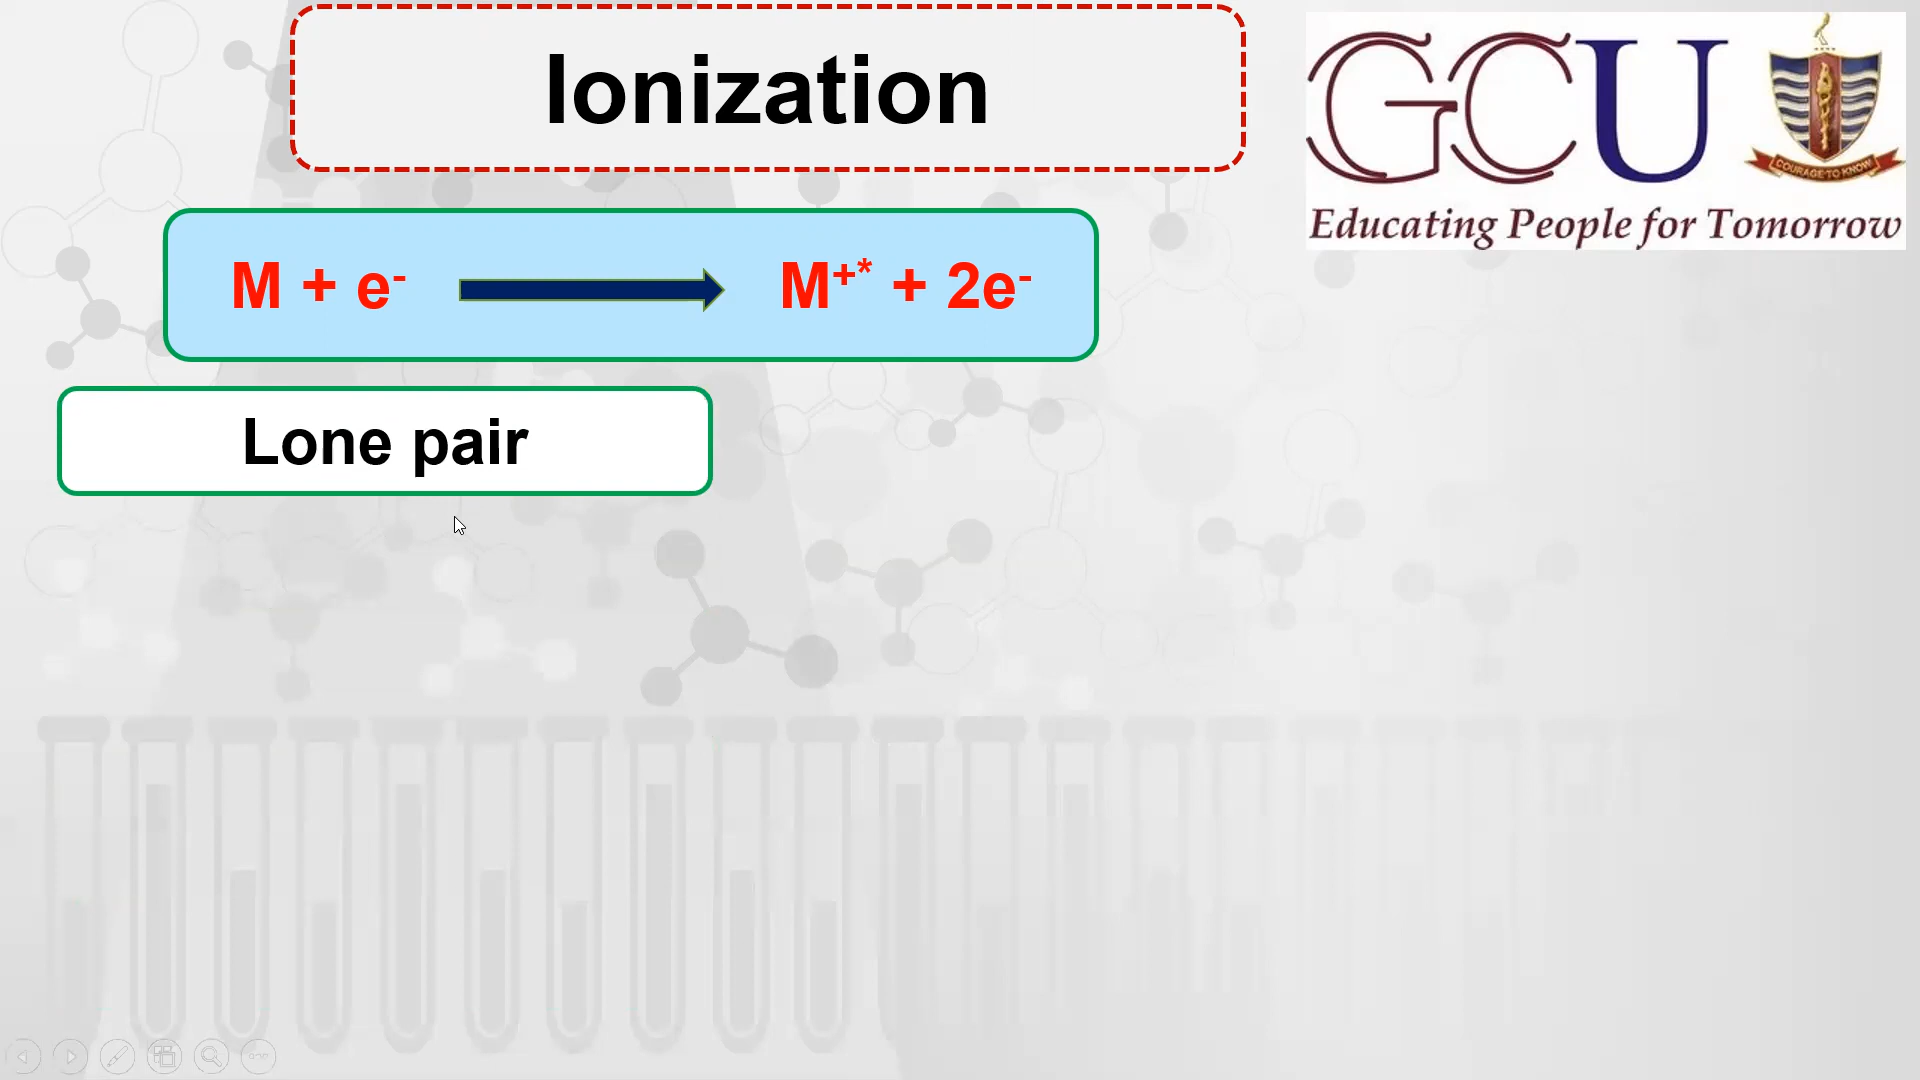 Ionization
GCU
COURAGE TO KNOW
Educating People for Tomorrow
M + e⁻ → M⁺* + 2e⁻
Lone pair